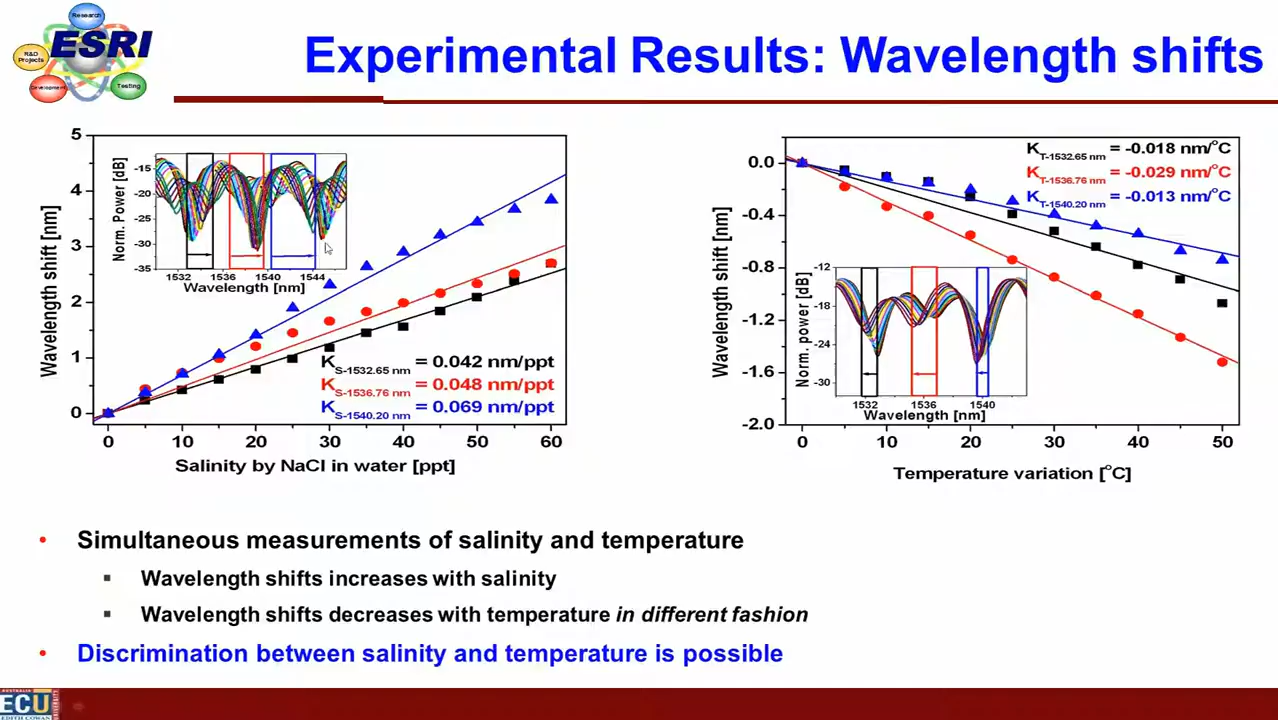 Research
R&D
Projects
ESRI
Development
Testing
Experimental Results: Wavelength shifts
Wavelength shift [nm]
5
4
3
2
1
0
Norm. Power [dB]
-15
-20
-25
-30
-35
1532 1536 1540 1544
Wavelength [nm]
K S-1532.65 nm = 0.042 nm/ppt
K S-1536.76 nm = 0.048 nm/ppt
K S-1540.20 nm = 0.069 nm/ppt
0 10 20 30 40 50 60
Salinity by NaCl in water [ppt]
Wavelength shift [nm]
0.0
-0.4
-0.8
-1.2
-1.6
-2.0
K T-1532.65 nm = -0.018 nm/°C
K T-1536.76 nm = -0.029 nm/°C
K T-1540.20 nm = -0.013 nm/°C
Norm. power [dB]
-12
-18
-24
-30
1532 1536 1540
Wavelength [nm]
0 10 20 30 40 50
Temperature variation [°C]
• Simultaneous measurements of salinity and temperature
▪ Wavelength shifts increases with salinity
▪ Wavelength shifts decreases with temperature in different fashion
• Discrimination between salinity and temperature is possible
AUSTRALIA
ECU
EDITH COWAN